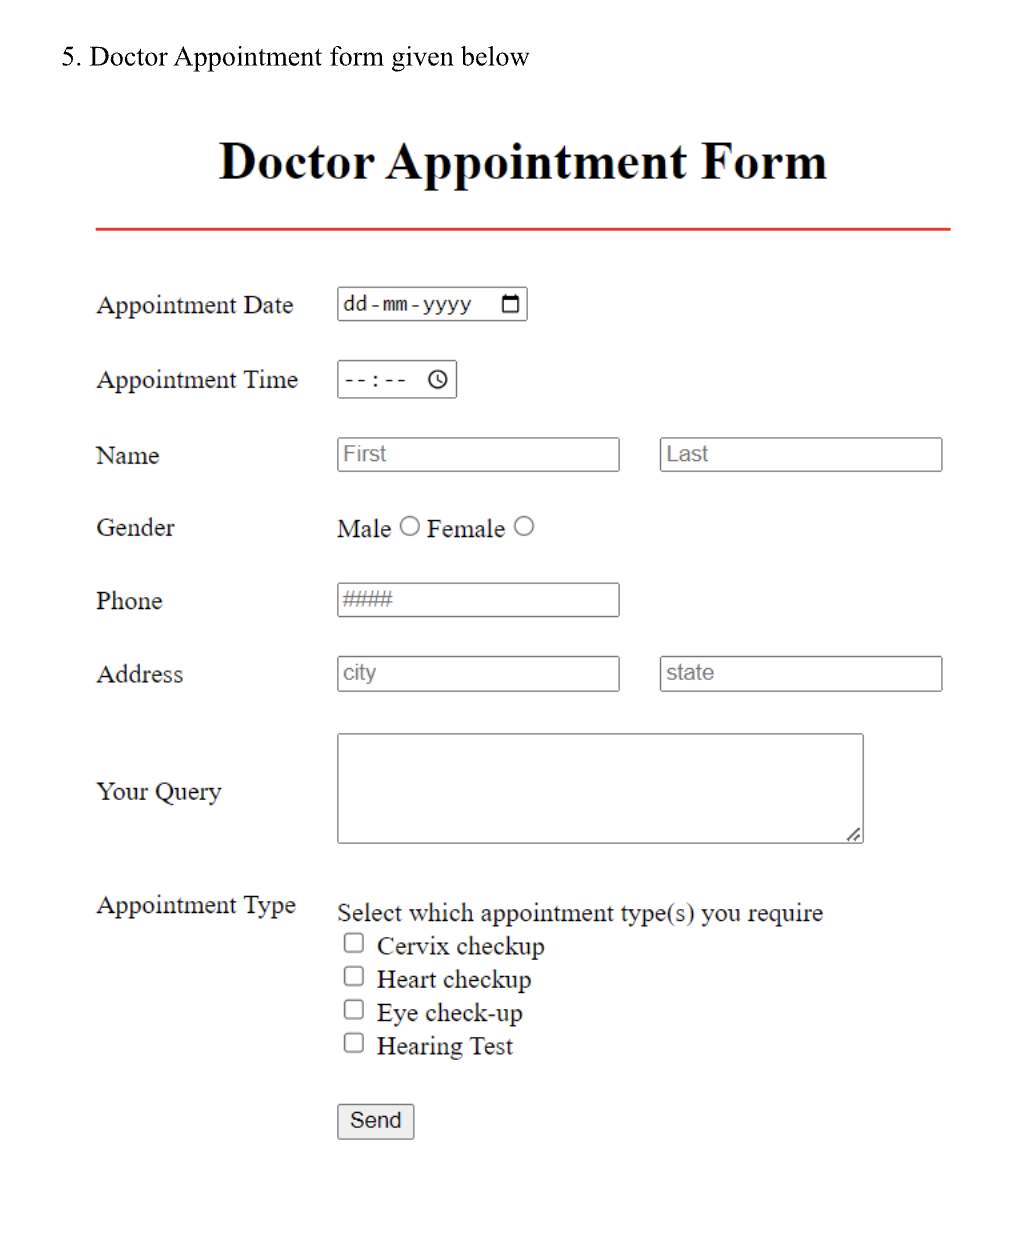 5. Doctor Appointment form given below
Doctor Appointment Form
Appointment Date dd-mm-yyyy
Appointment Time --:--
Name First Last
Gender Male Female
Phone ####
Address city state
Your Query
Appointment Type Select which appointment type(s) you require
Cervix checkup
Heart checkup
Eye check-up
Hearing Test
Send